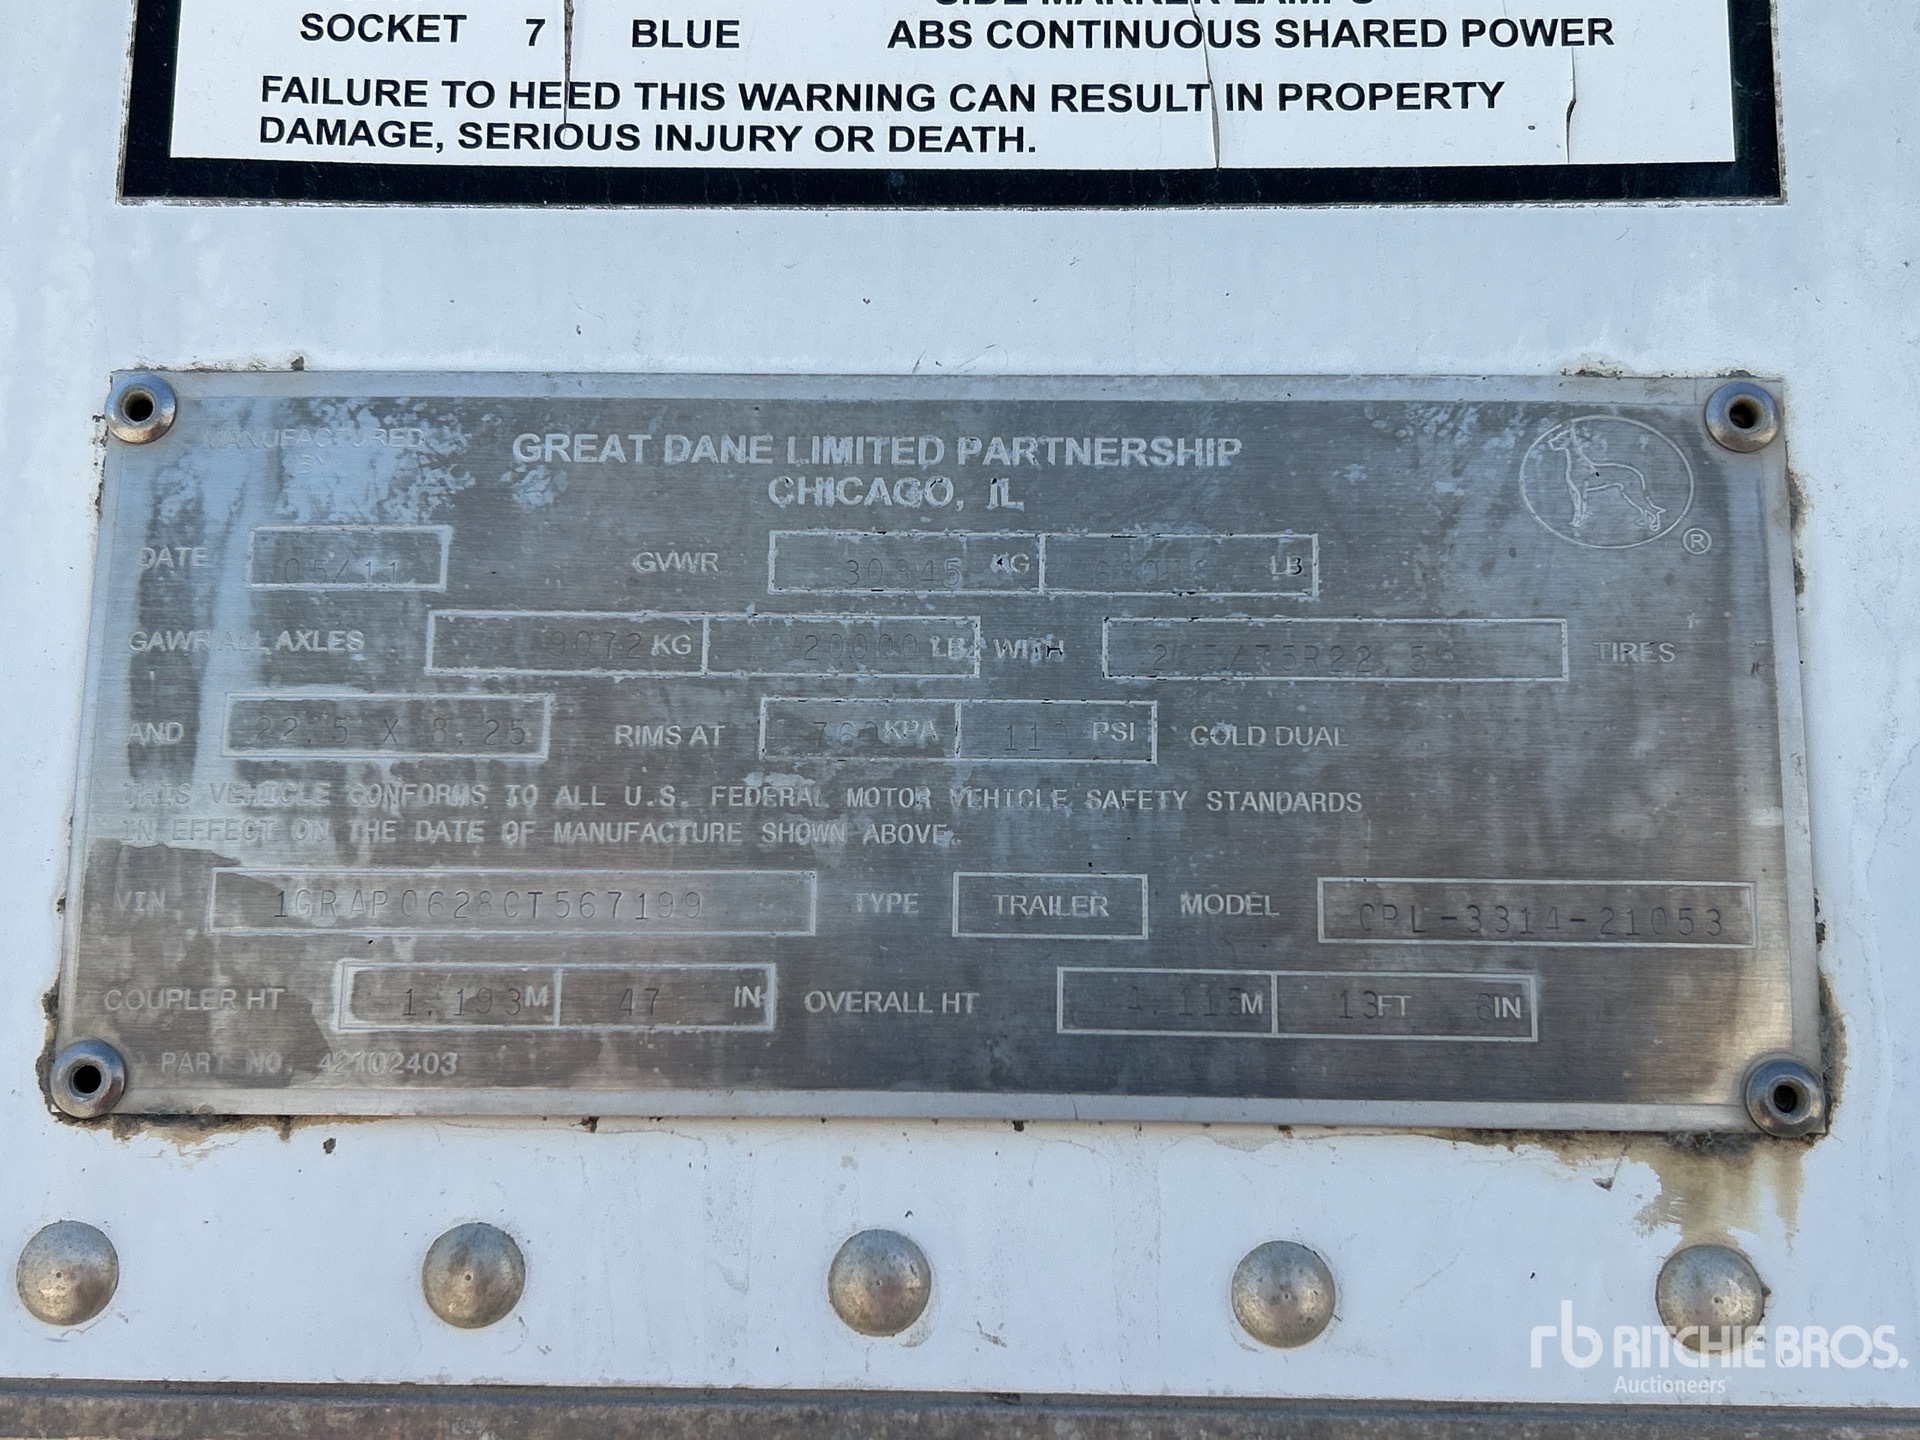 SOCKET 7 BLUE ABS CONTINUOUS SHARED POWER
FAILURE TO HEED THIS WARNING CAN RESULT IN PROPERTY
DAMAGE, SERIOUS INJURY OR DEATH.
MANUFACTURED
BY
GREAT DANE LIMITED PARTNERSHIP
CHICAGO, IL
®
DATE 05/11 GVWR 30845 KG LB
GAWR ALL AXLES 9072 KG 20000 LB WITH TIRES
AND 22.5 X 8.25 RIMS AT 760 KPA 110 PSI COLD DUAL
THIS VEHICLE CONFORMS TO ALL U.S. FEDERAL MOTOR VEHICLE SAFETY STANDARDS
IN EFFECT ON THE DATE OF MANUFACTURE SHOWN ABOVE.
VIN 1GRAP0628CT567199 TYPE TRAILER MODEL CPL-3314-21053
COUPLER HT 1.193 M 47 IN OVERALL HT M 13 FT 6 IN
PART NO. 42102403
rb RITCHIE BROS.
Auctioneers